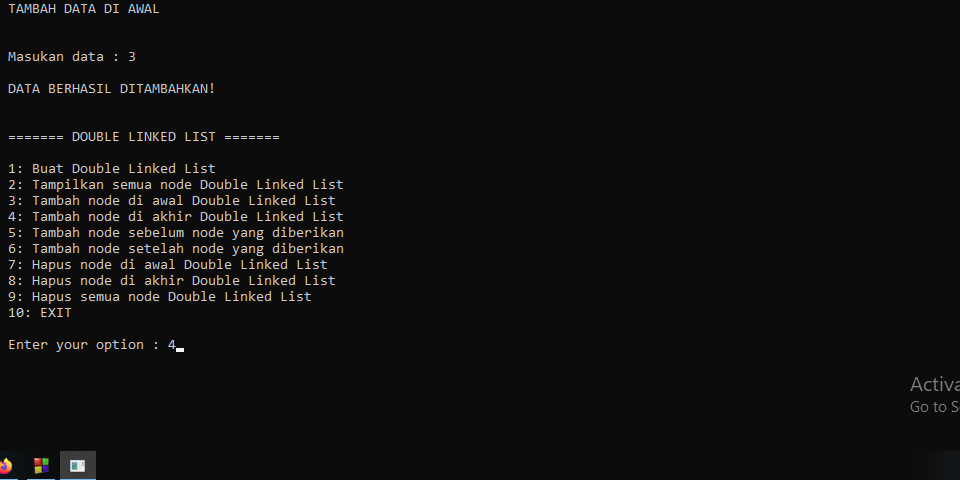 TAMBAH DATA DI AWAL
Masukan data : 3
DATA BERHASIL DITAMBAHKAN!
======= DOUBLE LINKED LIST =======
1: Buat Double Linked List
2: Tampilkan semua node Double Linked List
3: Tambah node di awal Double Linked List
4: Tambah node di akhir Double Linked List
5: Tambah node sebelum node yang diberikan
6: Tambah node setelah node yang diberikan
7: Hapus node di awal Double Linked List
8: Hapus node di akhir Double Linked List
9: Hapus semua node Double Linked List
10: EXIT
Enter your option : 4
Activa
Go to S